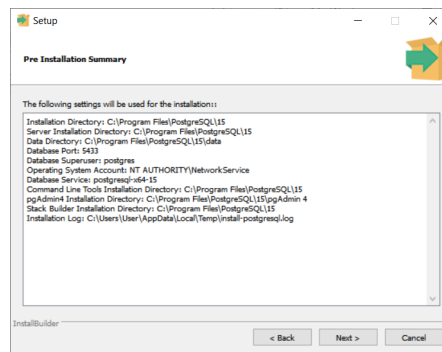 Setup
Pre Installation Summary
The following settings will be used for the installation::
Installation Directory: C:\Program Files\PostgreSQL\15
Server Installation Directory: C:\Program Files\PostgreSQL\15
Data Directory: C:\Program Files\PostgreSQL\15\data
Database Port: 5433
Database Superuser: postgres
Operating System Account: NT AUTHORITY\NetworkService
Database Service: postgresql-x64-15
Command Line Tools Installation Directory: C:\Program Files\PostgreSQL\15
pgAdmin4 Installation Directory: C:\Program Files\PostgreSQL\15\pgAdmin 4
Stack Builder Installation Directory: C:\Program Files\PostgreSQL\15
Installation Log: C:\Users\User\AppData\Local\Temp\install-postgresql.log
InstallBuilder
< Back Next > Cancel